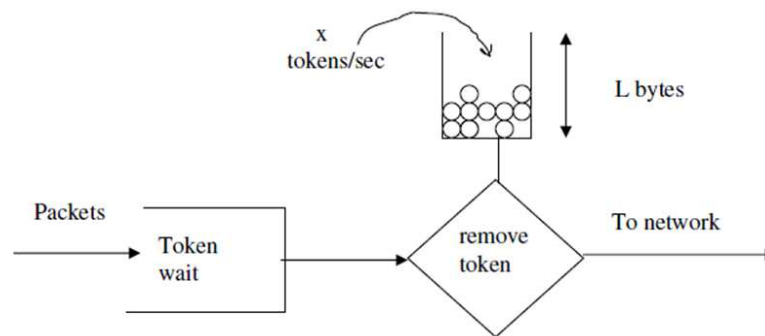 x
tokens/sec
L bytes
Packets
Token
wait
remove
token
To network